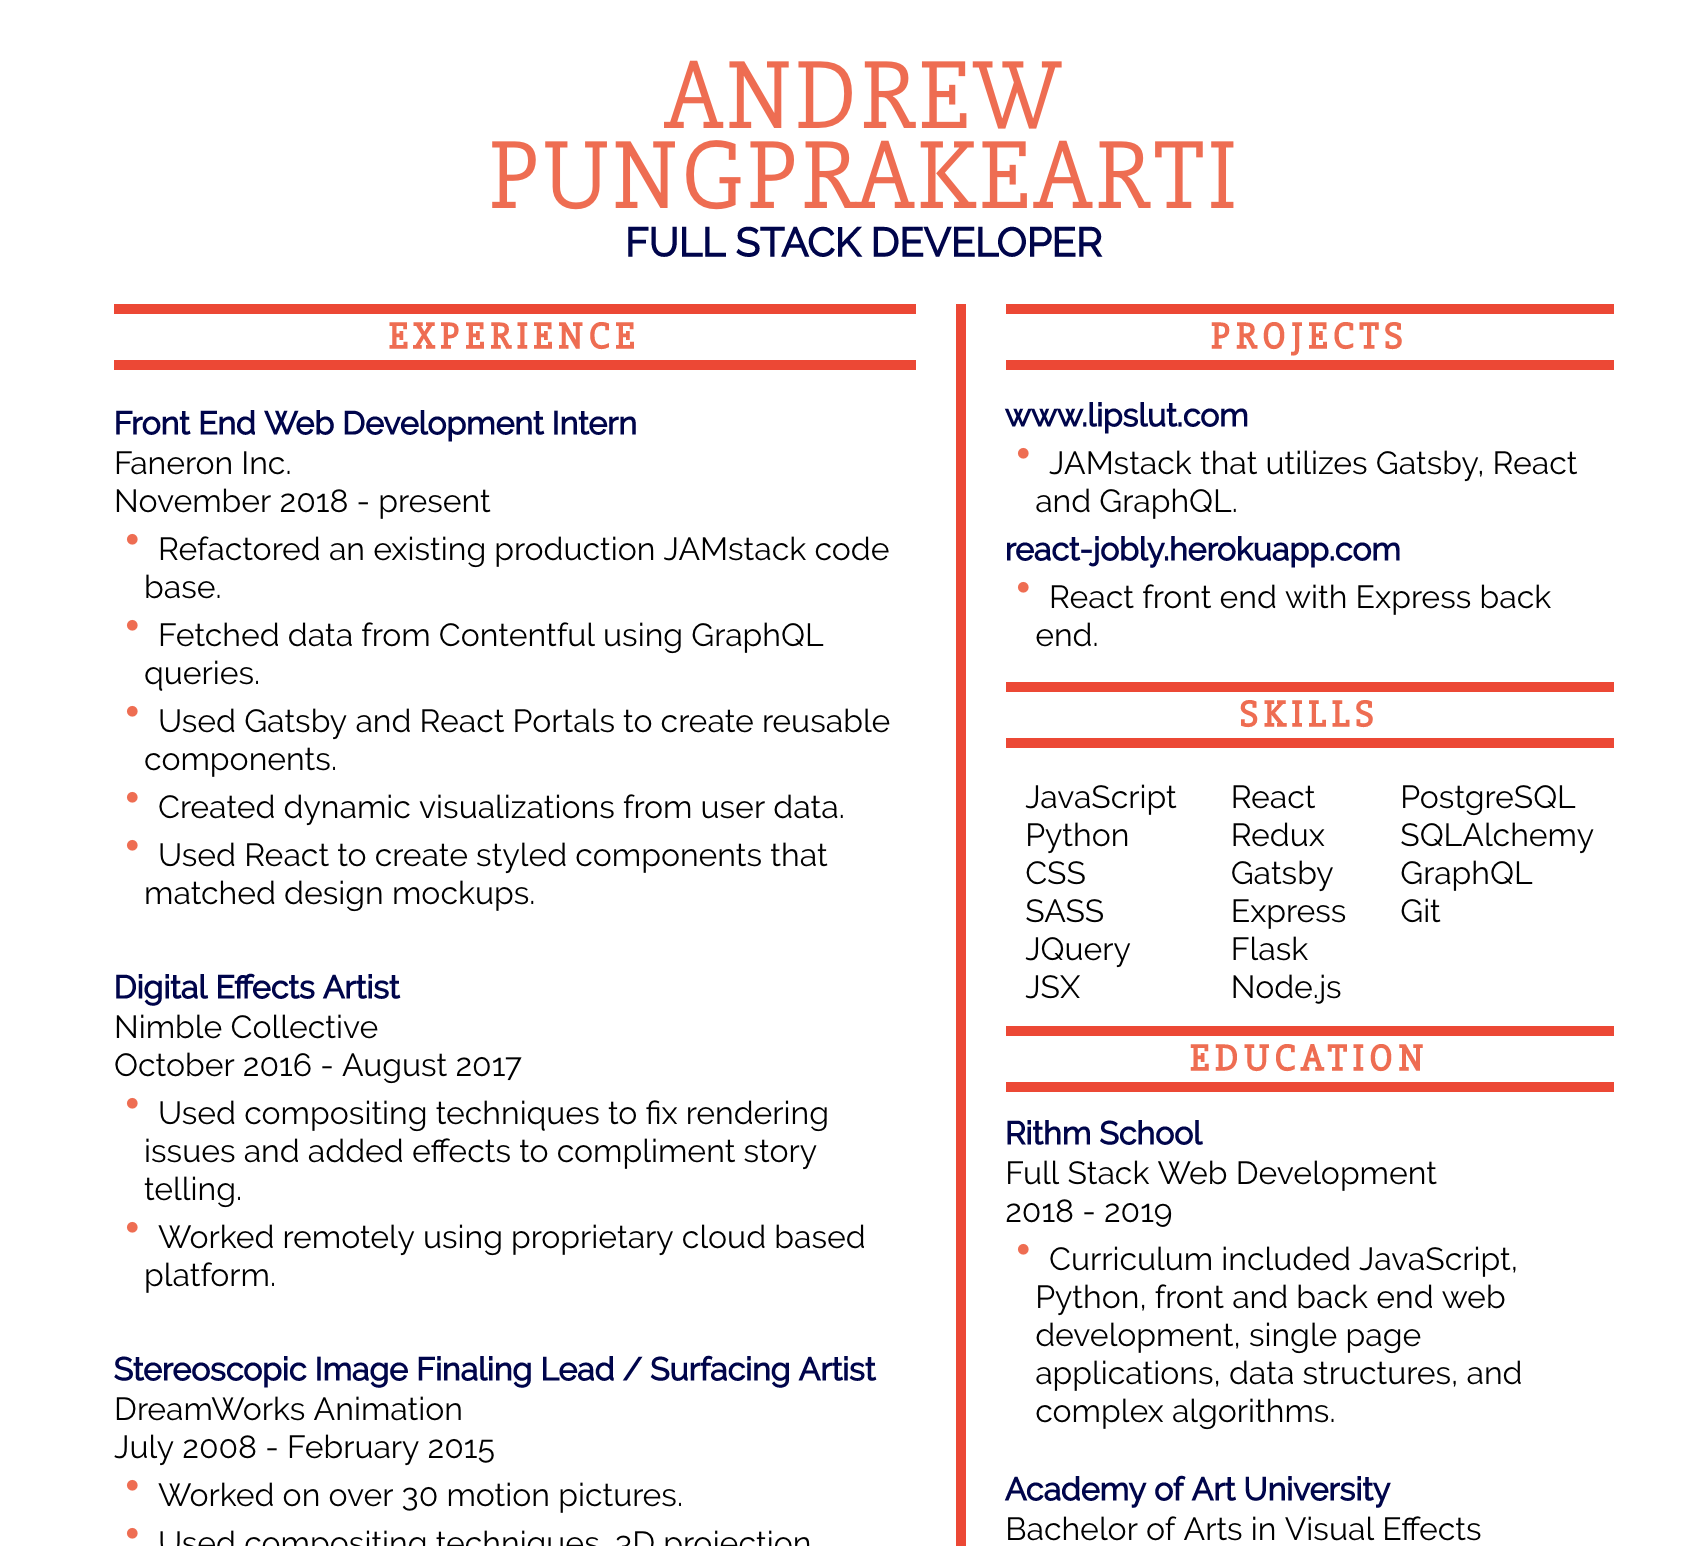 ANDREW
PUNGPRAKEARTI
FULL STACK DEVELOPER
EXPERIENCE
Front End Web Development Intern
Faneron Inc.
November 2018 - present
• Refactored an existing production JAMstack code
base.
• Fetched data from Contentful using GraphQL
queries.
• Used Gatsby and React Portals to create reusable
components.
• Created dynamic visualizations from user data.
• Used React to create styled components that
matched design mockups.
Digital Effects Artist
Nimble Collective
October 2016 - August 2017
• Used compositing techniques to fix rendering
issues and added effects to compliment story
telling.
• Worked remotely using proprietary cloud based
platform.
Stereoscopic Image Finaling Lead / Surfacing Artist
DreamWorks Animation
July 2008 - February 2015
• Worked on over 30 motion pictures.
• Used compositing techniques, 3D projection
PROJECTS
www.lipslut.com
• JAMstack that utilizes Gatsby, React
and GraphQL.
react-jobly.herokuapp.com
• React front end with Express back
end.
SKILLS
JavaScript React PostgreSQL
Python Redux SQLAlchemy
CSS Gatsby GraphQL
SASS Express Git
JQuery Flask
JSX Node.js
EDUCATION
Rithm School
Full Stack Web Development
2018 - 2019
• Curriculum included JavaScript,
Python, front and back end web
development, single page
applications, data structures, and
complex algorithms.
Academy of Art University
Bachelor of Arts in Visual Effects